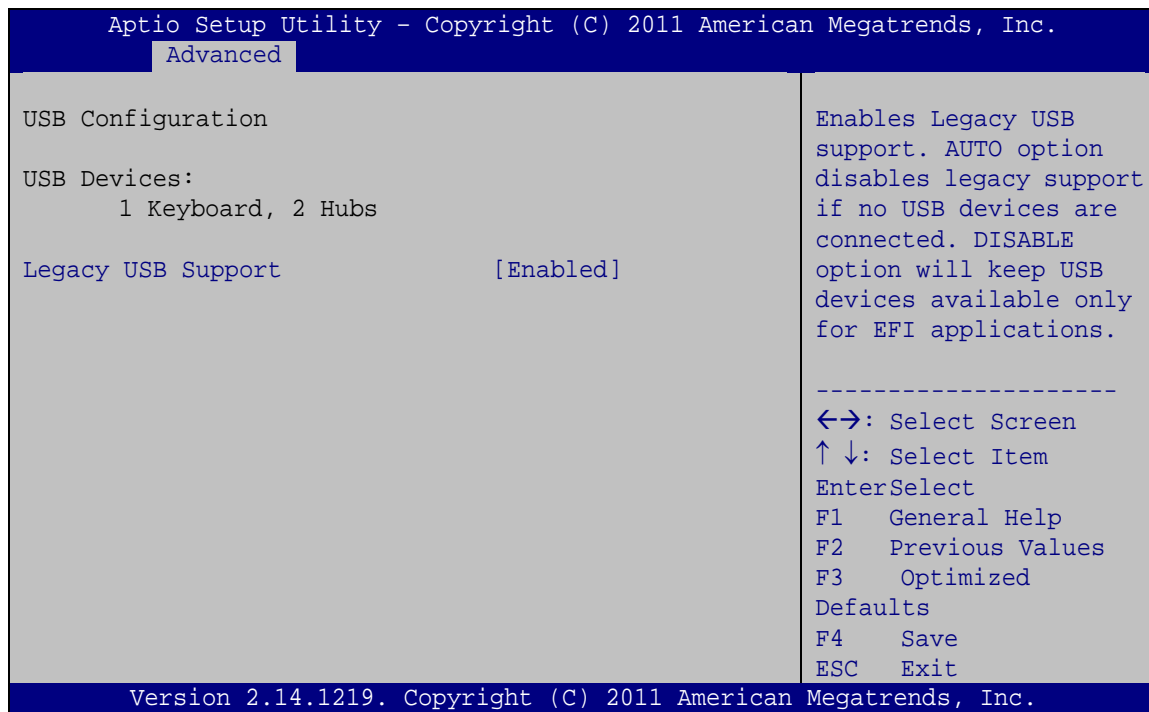 Aptio Setup Utility – Copyright (C) 2011 American Megatrends, Inc.
Advanced
USB Configuration
USB Devices:
1 Keyboard, 2 Hubs
Legacy USB Support [Enabled]
Enables Legacy USB
support. AUTO option
disables legacy support
if no USB devices are
connected. DISABLE
option will keep USB
devices available only
for EFI applications.
---------------------
←→: Select Screen
↑ ↓: Select Item
EnterSelect
F1 General Help
F2 Previous Values
F3 Optimized
Defaults
F4 Save
ESC Exit
Version 2.14.1219. Copyright (C) 2011 American Megatrends, Inc.